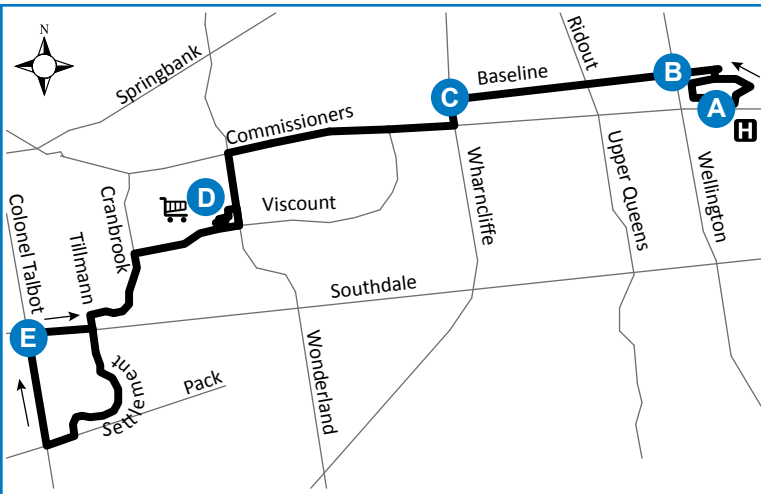 N
Springbank
Ridout
Baseline
B
C
A
H
Commissioners
Upper Queens
Wharncliffe
Wellington
D
Viscount
Cranbrook
Colonel Talbot
Tillmann
Southdale
E
Wonderland
Settlement
Pack